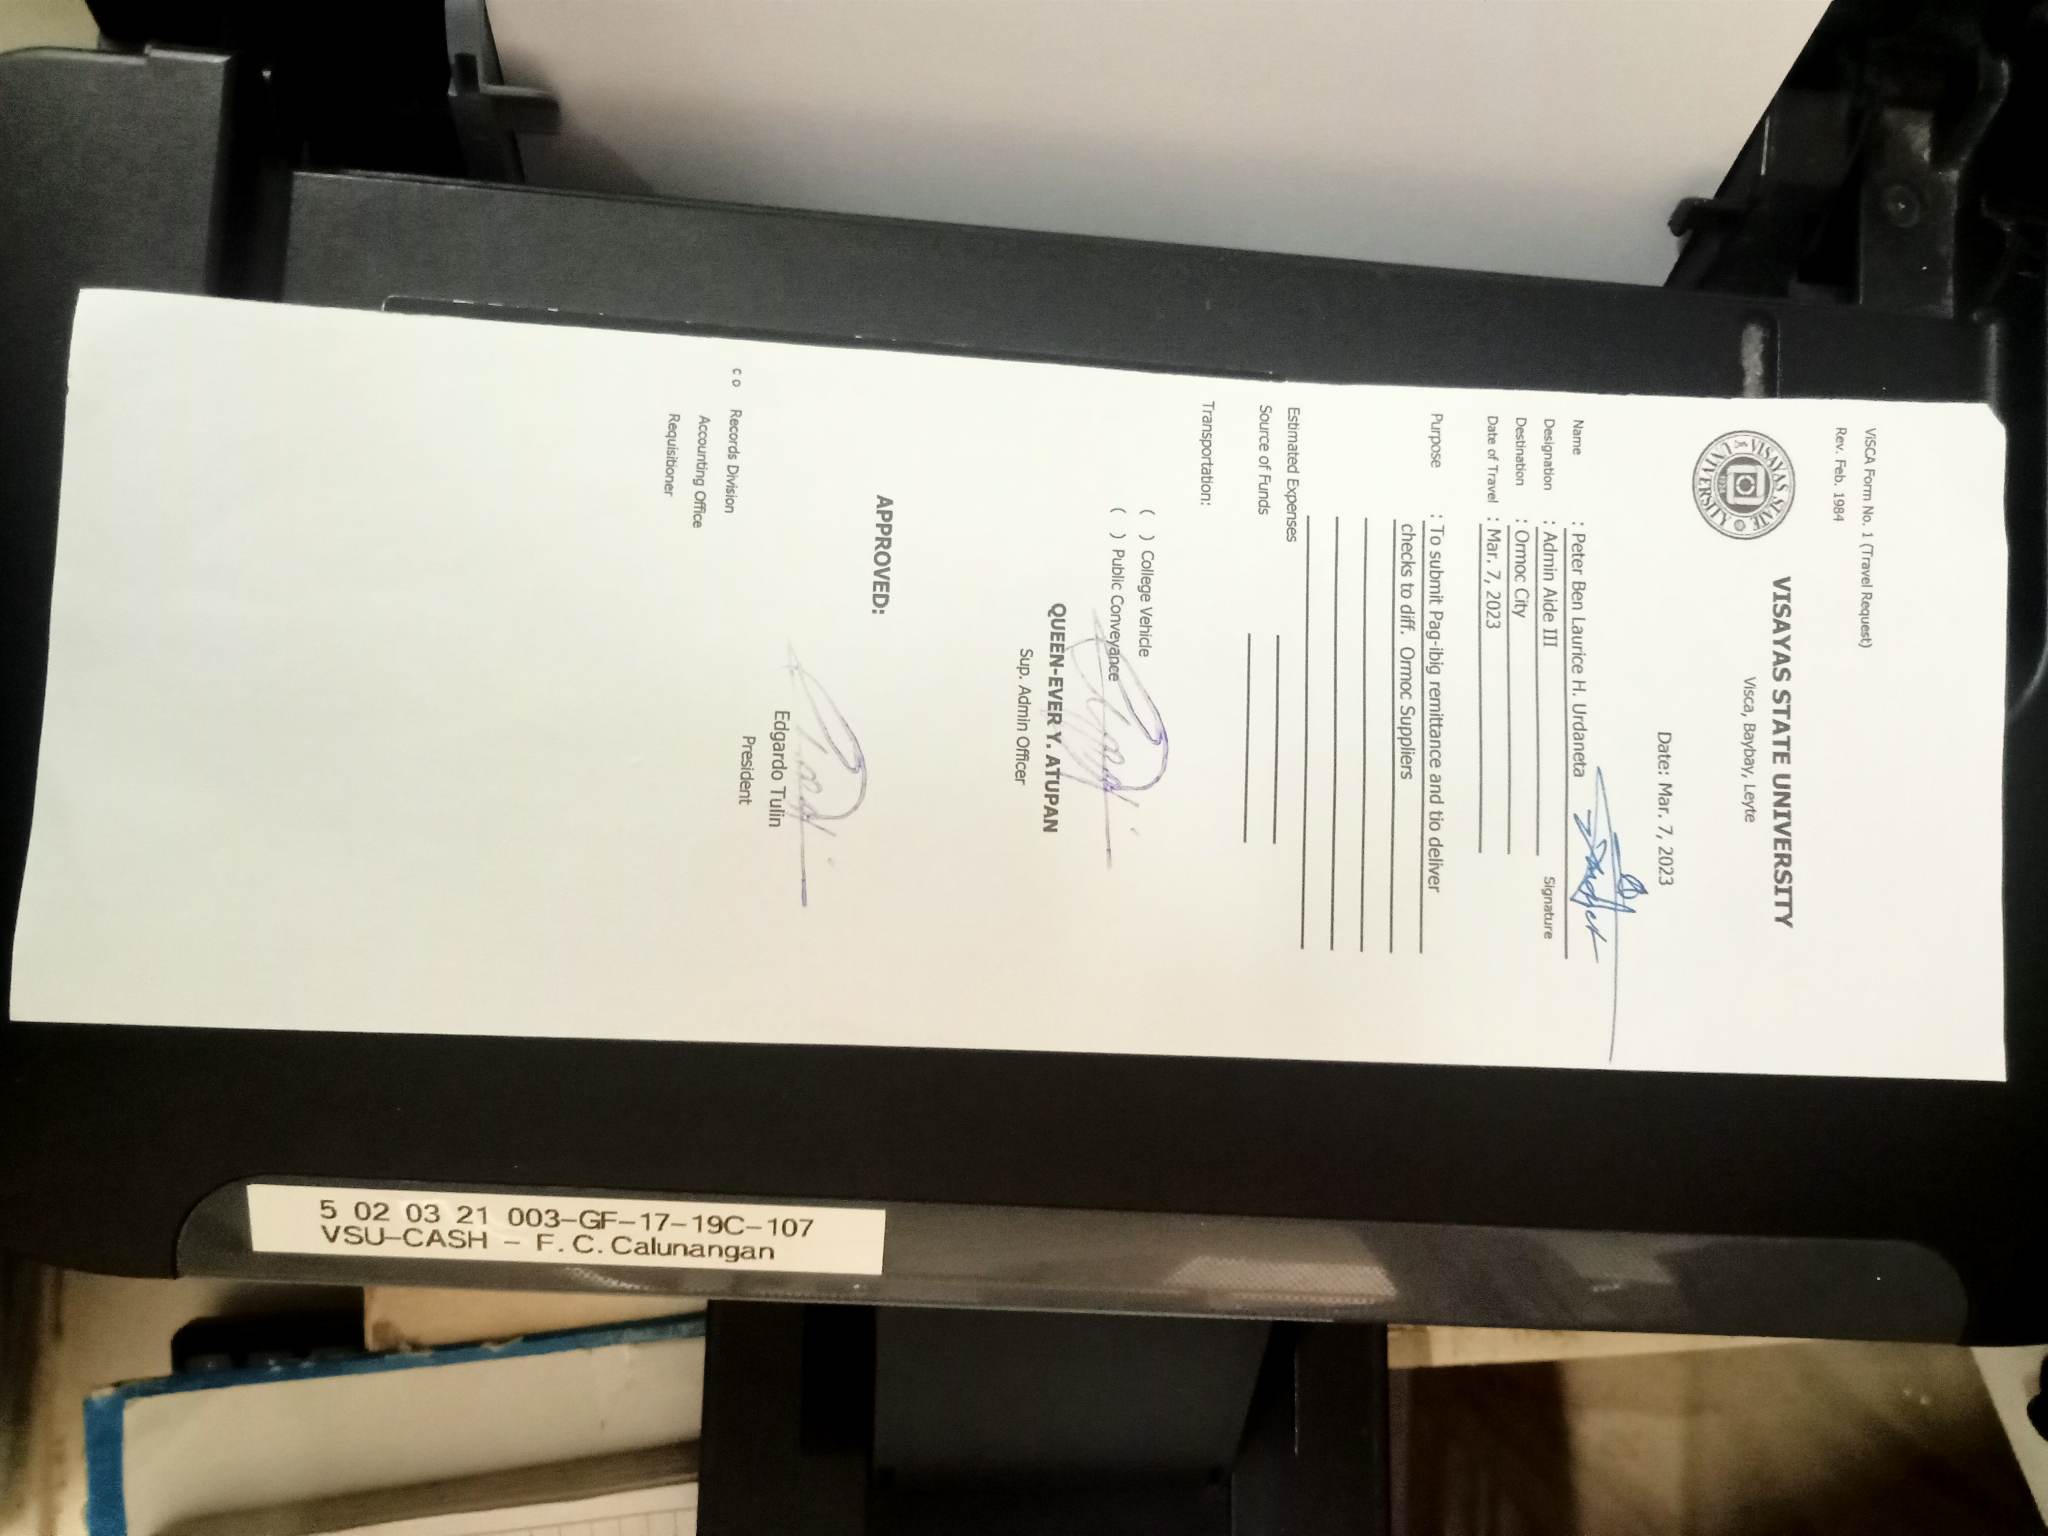 ViSCA Form No. 1 (Travel Request)
Rev. Feb. 1984
VISAYAS STATE UNIVERSITY
Visca, Baybay, Leyte
VISAYAS STATE UNIVERSITY
Date: Mar. 7, 2023
Name : Peter Ben Laurice H. Urdaneta
Signature
Designation : Admin Aide III
Destination : Ormoc City
Date of Travel : Mar. 7, 2023
Purpose : To submit Pag-ibig remittance and tio deliver
checks to diff. Ormoc Suppliers
Estimated Expenses
Source of Funds
Transportation:
( ) College Vehicle
( ) Public Conveyance
QUEEN-EVER Y. ATUPAN
Sup. Admin Officer
APPROVED:
Edgardo Tulin
President
c o Records Division
Accounting Office
Requisitioner
5 02 03 21 003-GF-17-19C-107
VSU-CASH - F.C.Calunangan